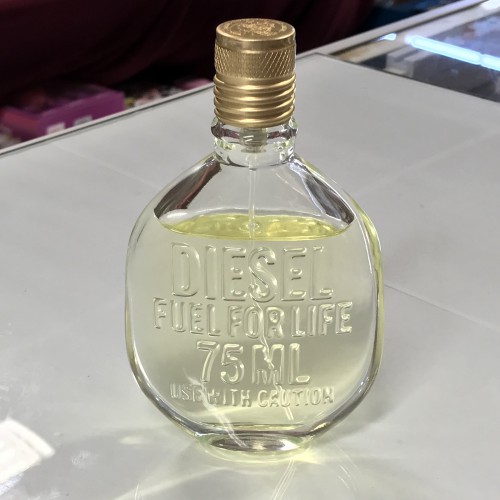 DIESEL
FUEL FOR LIFE
75 ML
USE WITH CAUTION